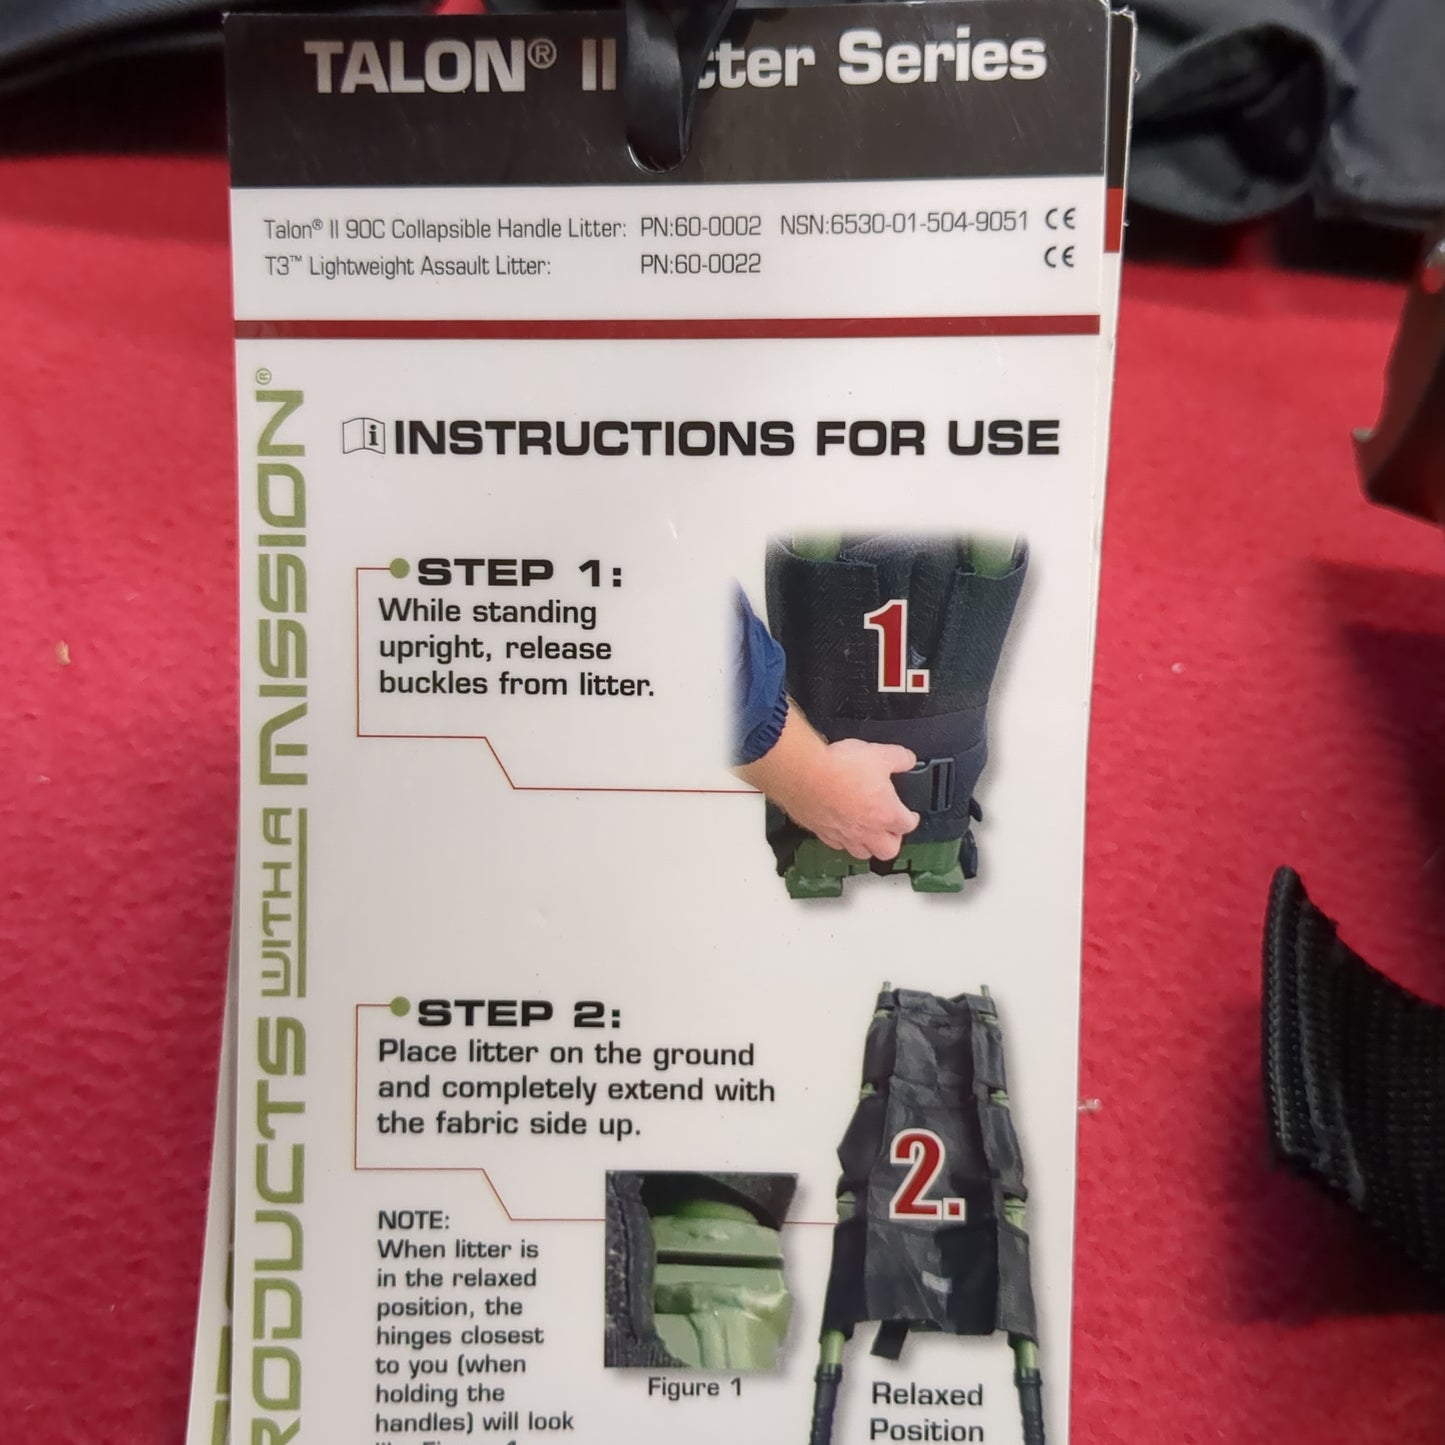 TALON® II tter Series
Talon® II 90C Collapsible Handle Litter: PN:60-0002 NSN:6530-01-504-9051 CE
T3™ Lightweight Assault Litter: PN:60-0022 CE
RODUCTS WITH A MISSION®
INSTRUCTIONS FOR USE
STEP 1:
While standing
upright, release
buckles from litter.
1.
STEP 2:
Place litter on the ground
and completely extend with
the fabric side up.
2.
NOTE:
When litter is
in the relaxed
position, the
hinges closest
to you (when
holding the
handles) will look
Figure 1
Relaxed
Position